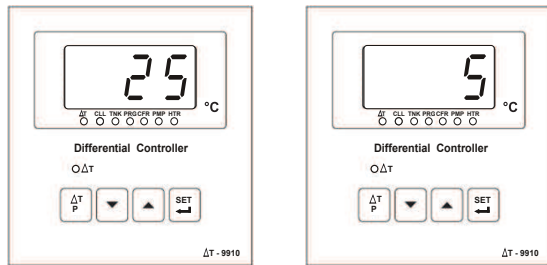 25
°C
ΔT CLL TNK PRG CFR PMP HTR
Differential Controller
ΔT
ΔT
P
SET
ΔT - 9910
5
°C
ΔT CLL TNK PRG CFR PMP HTR
Differential Controller
ΔT
ΔT
P
SET
ΔT - 9910